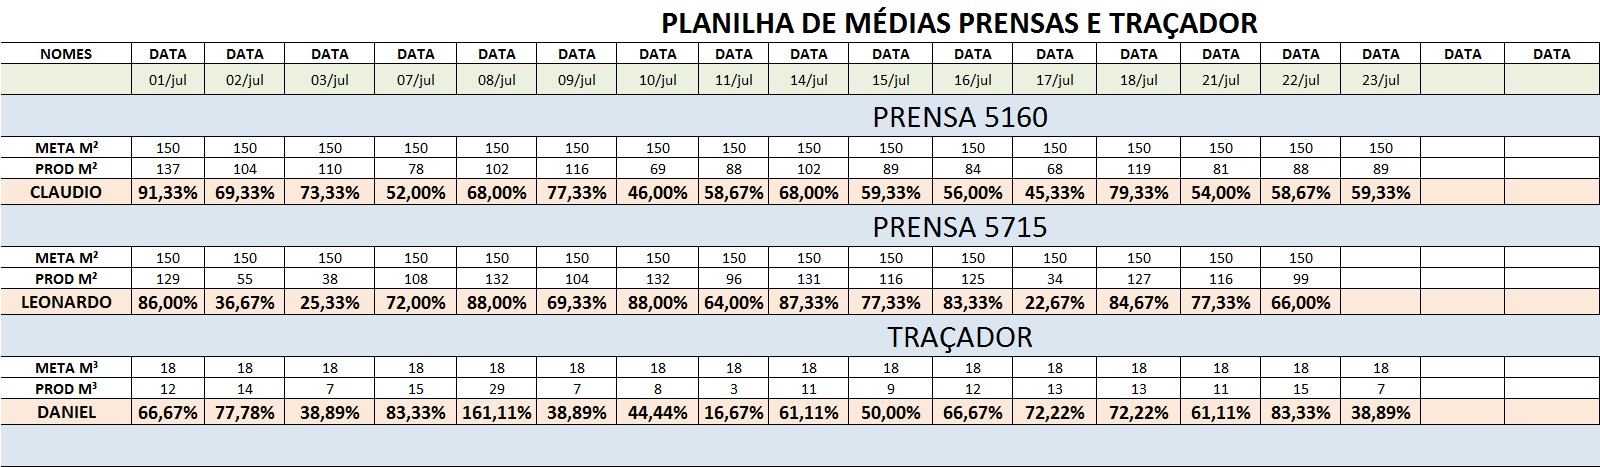 PLANILHA DE MÉDIAS PRENSAS E TRAÇADOR
NOMES DATA DATA DATA DATA DATA DATA DATA DATA DATA DATA DATA DATA DATA DATA DATA DATA DATA DATA
01/jul 02/jul 03/jul 07/jul 08/jul 09/jul 10/jul 11/jul 14/jul 15/jul 16/jul 17/jul 18/jul 21/jul 22/jul 23/jul
PRENSA 5160
META M² 150 150 150 150 150 150 150 150 150 150 150 150 150 150 150 150
PROD M² 137 104 110 78 102 116 69 88 102 89 84 68 119 81 88 89
CLAUDIO 91,33% 69,33% 73,33% 52,00% 68,00% 77,33% 46,00% 58,67% 68,00% 59,33% 56,00% 45,33% 79,33% 54,00% 58,67% 59,33%
PRENSA 5715
META M² 150 150 150 150 150 150 150 150 150 150 150 150 150 150 150
PROD M² 129 55 38 108 132 104 132 96 131 116 125 34 127 116 99
LEONARDO 86,00% 36,67% 25,33% 72,00% 88,00% 69,33% 88,00% 64,00% 87,33% 77,33% 83,33% 22,67% 84,67% 77,33% 66,00%
TRAÇADOR
META M³ 18 18 18 18 18 18 18 18 18 18 18 18 18 18 18 18
PROD M³ 12 14 7 15 29 7 8 3 11 9 12 13 13 11 15 7
DANIEL 66,67% 77,78% 38,89% 83,33% 161,11% 38,89% 44,44% 16,67% 61,11% 50,00% 66,67% 72,22% 72,22% 61,11% 83,33% 38,89%